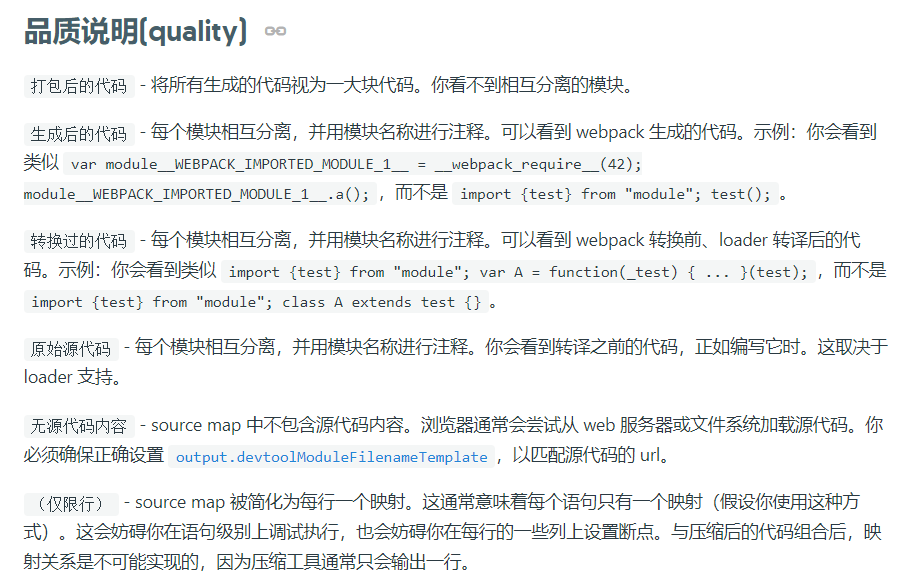 品质说明(quality)
打包后的代码 - 将所有生成的代码视为一大块代码。你看不到相互分离的模块。
生成后的代码 - 每个模块相互分离，并用模块名称进行注释。可以看到 webpack 生成的代码。示例：你会看到
类似 var module__WEBPACK_IMPORTED_MODULE_1__ = __webpack_require__(42);
module__WEBPACK_IMPORTED_MODULE_1__.a(); ，而不是 import {test} from "module"; test(); 。
转换过的代码 - 每个模块相互分离，并用模块名称进行注释。可以看到 webpack 转换前、loader 转译后的代
码。示例：你会看到类似 import {test} from "module"; var A = function(_test) { ... }(test); ，而不是
import {test} from "module"; class A extends test {} 。
原始源代码 - 每个模块相互分离，并用模块名称进行注释。你会看到转译之前的代码，正如编写它时。这取决于
loader 支持。
无源代码内容 - source map 中不包含源代码内容。浏览器通常会尝试从 web 服务器或文件系统加载源代码。你
必须确保正确设置 output.devtoolModuleFilenameTemplate ，以匹配源代码的 url。
（仅限行） - source map 被简化为每行一个映射。这通常意味着每个语句只有一个映射（假设你使用这种方
式）。这会妨碍你在语句级别上调试执行，也会妨碍你在每行的一些列上设置断点。与压缩后的代码组合后，映
射关系是不可能实现的，因为压缩工具通常只会输出一行。